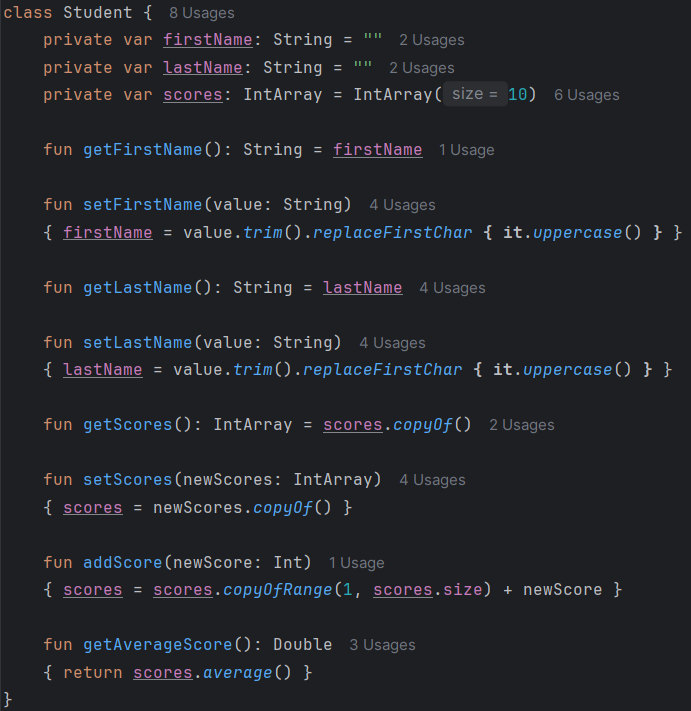 class Student {  8 Usages
    private var firstName: String = ""  2 Usages
    private var lastName: String = ""  2 Usages
    private var scores: IntArray = IntArray( size = 10)  6 Usages

    fun getFirstName(): String = firstName  1 Usage

    fun setFirstName(value: String)  4 Usages
    { firstName = value.trim().replaceFirstChar { it.uppercase() } }

    fun getLastName(): String = lastName  4 Usages

    fun setLastName(value: String)  4 Usages
    { lastName = value.trim().replaceFirstChar { it.uppercase() } }

    fun getScores(): IntArray = scores.copyOf()  2 Usages

    fun setScores(newScores: IntArray)  4 Usages
    { scores = newScores.copyOf() }

    fun addScore(newScore: Int)  1 Usage
    { scores = scores.copyOfRange(1, scores.size) + newScore }

    fun getAverageScore(): Double  3 Usages
    { return scores.average() }
}